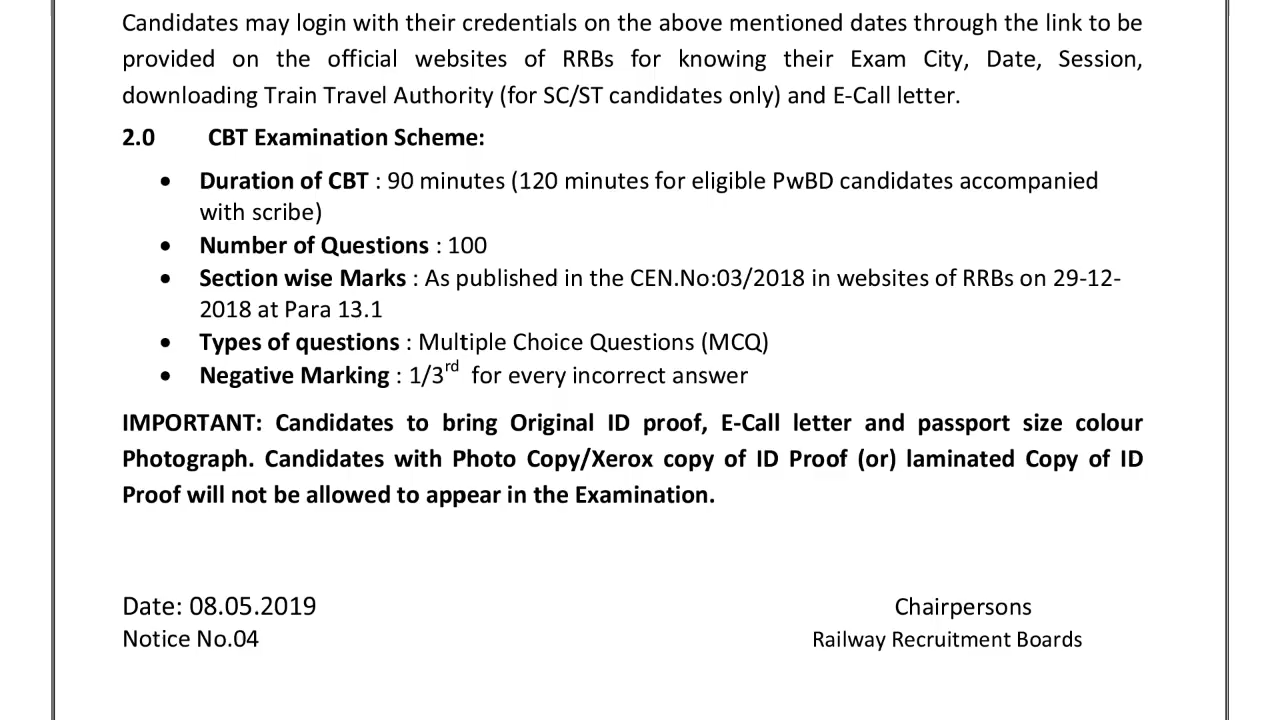 Candidates may login with their credentials on the above mentioned dates through the link to be
provided on the official websites of RRBs for knowing their Exam City, Date, Session,
downloading Train Travel Authority (for SC/ST candidates only) and E-Call letter.
2.0 CBT Examination Scheme:
• Duration of CBT : 90 minutes (120 minutes for eligible PwBD candidates accompanied
with scribe)
• Number of Questions : 100
• Section wise Marks : As published in the CEN.No:03/2018 in websites of RRBs on 29-12-
2018 at Para 13.1
• Types of questions : Multiple Choice Questions (MCQ)
• Negative Marking : 1/3rd for every incorrect answer
IMPORTANT: Candidates to bring Original ID proof, E-Call letter and passport size colour
Photograph. Candidates with Photo Copy/Xerox copy of ID Proof (or) laminated Copy of ID
Proof will not be allowed to appear in the Examination.
Date: 08.05.2019 Chairpersons
Notice No.04 Railway Recruitment Boards